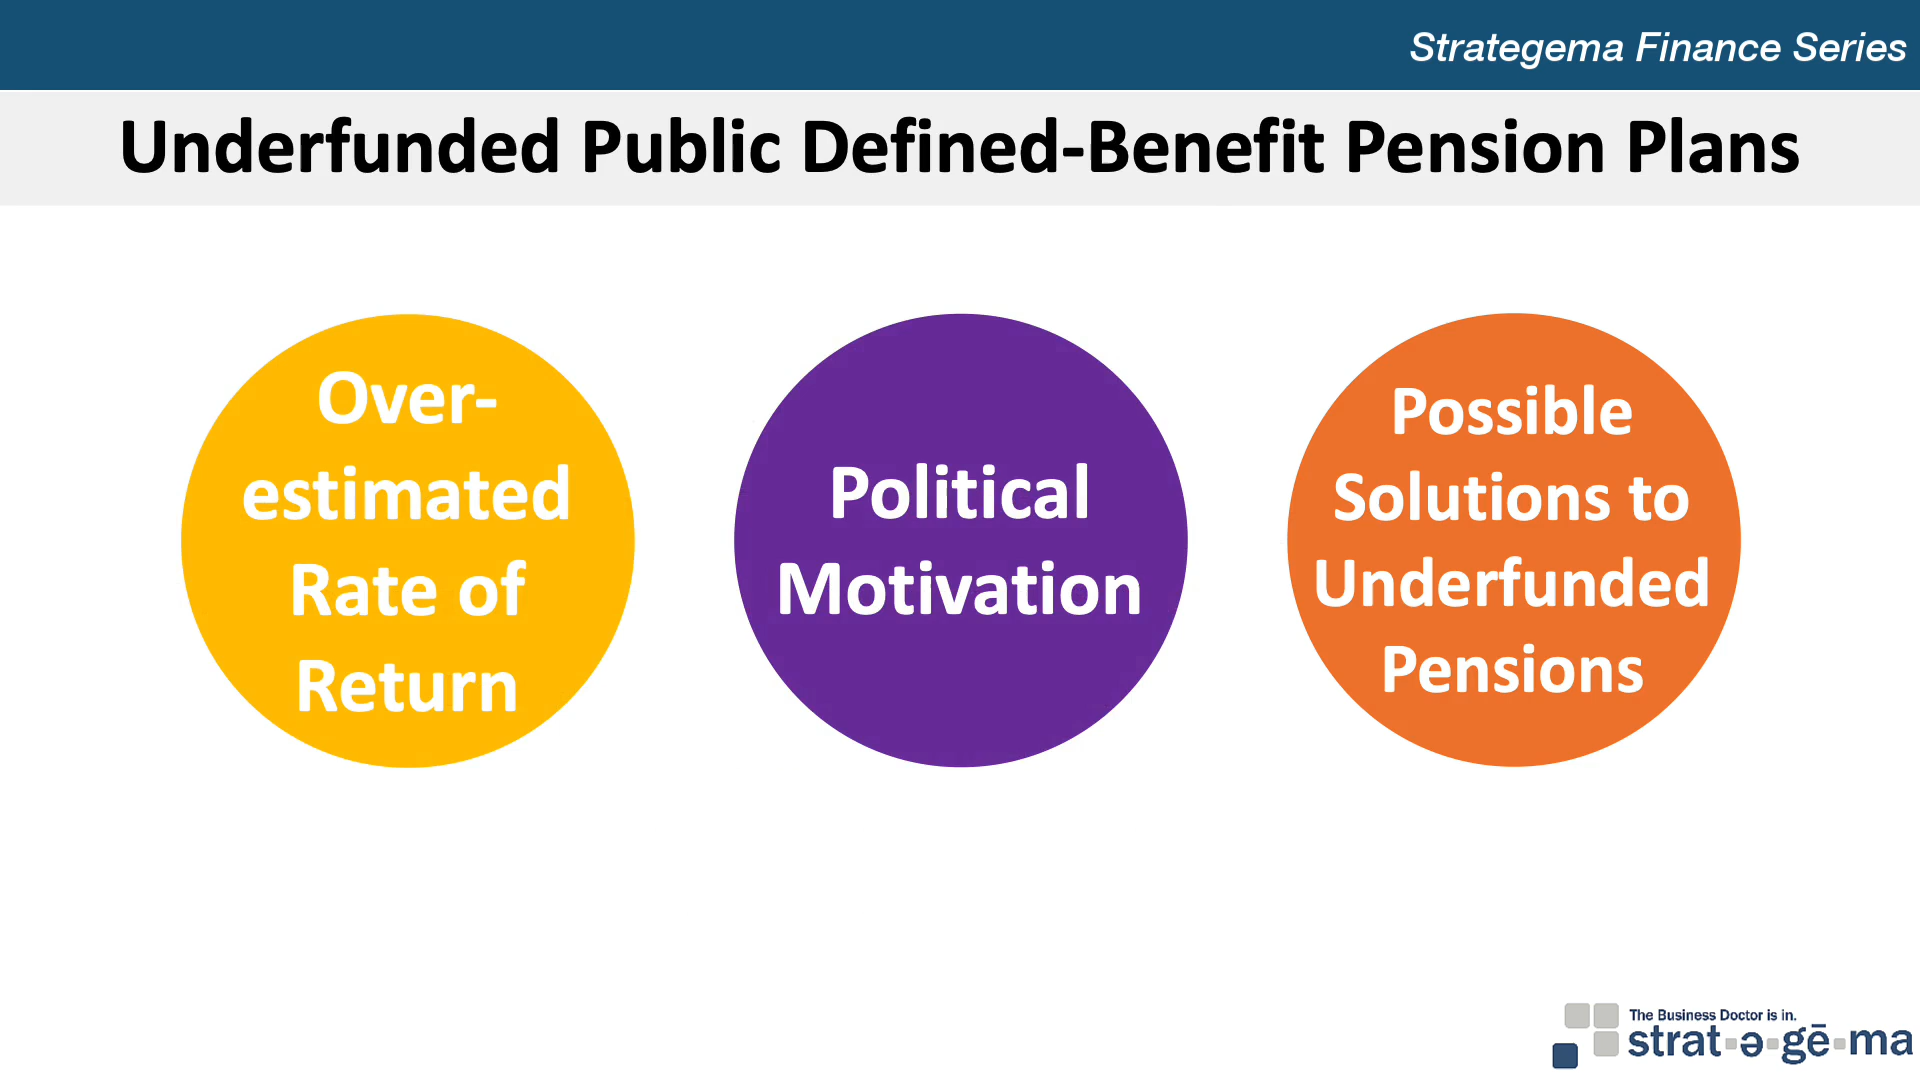 Strategema Finance Series
Underfunded Public Defined-Benefit Pension Plans
Over-
estimated
Rate of
Return
Political
Motivation
Possible
Solutions to
Underfunded
Pensions
The Business Doctor is in.
strat▪ə▪gē▪ma